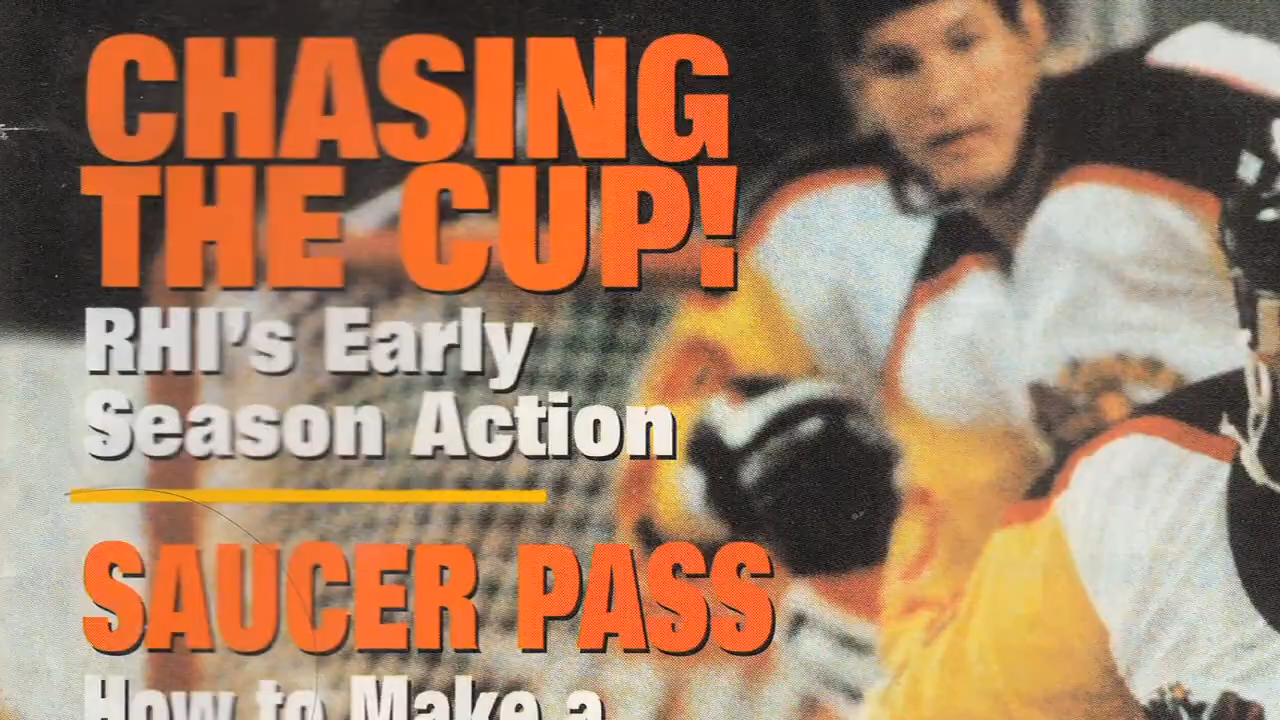 CHASING
THE CUP!
RHI's Early
Season Action
SAUCER PASS
How to Make a